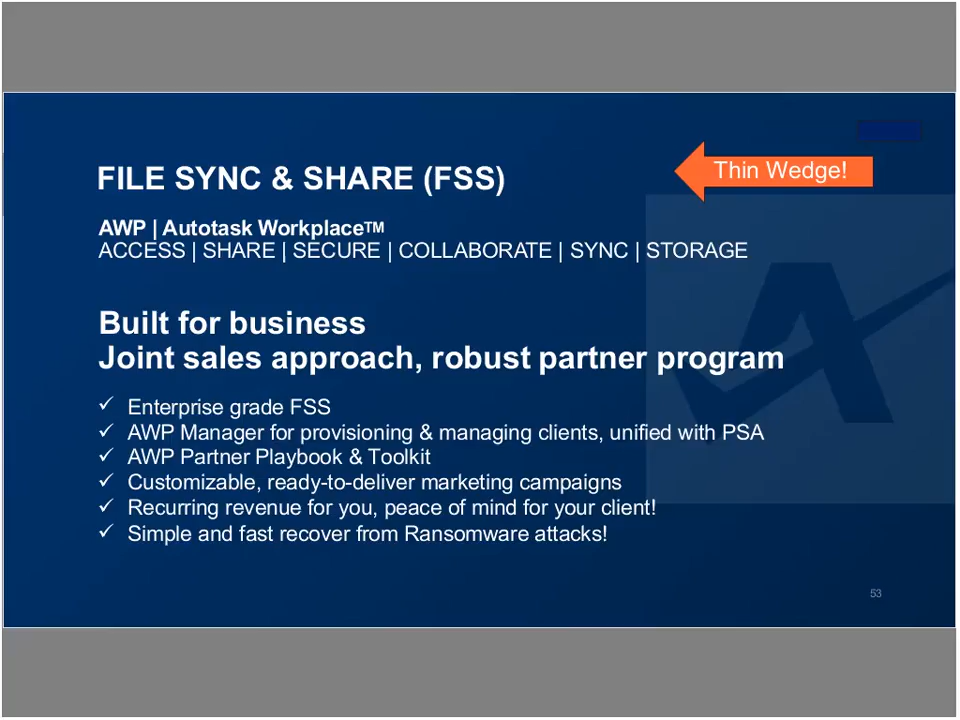 FILE SYNC & SHARE (FSS)
Thin Wedge!
AWP | Autotask Workplace™
ACCESS | SHARE | SECURE | COLLABORATE | SYNC | STORAGE
Built for business
Joint sales approach, robust partner program
✓ Enterprise grade FSS
✓ AWP Manager for provisioning & managing clients, unified with PSA
✓ AWP Partner Playbook & Toolkit
✓ Customizable, ready-to-deliver marketing campaigns
✓ Recurring revenue for you, peace of mind for your client!
✓ Simple and fast recover from Ransomware attacks!
53